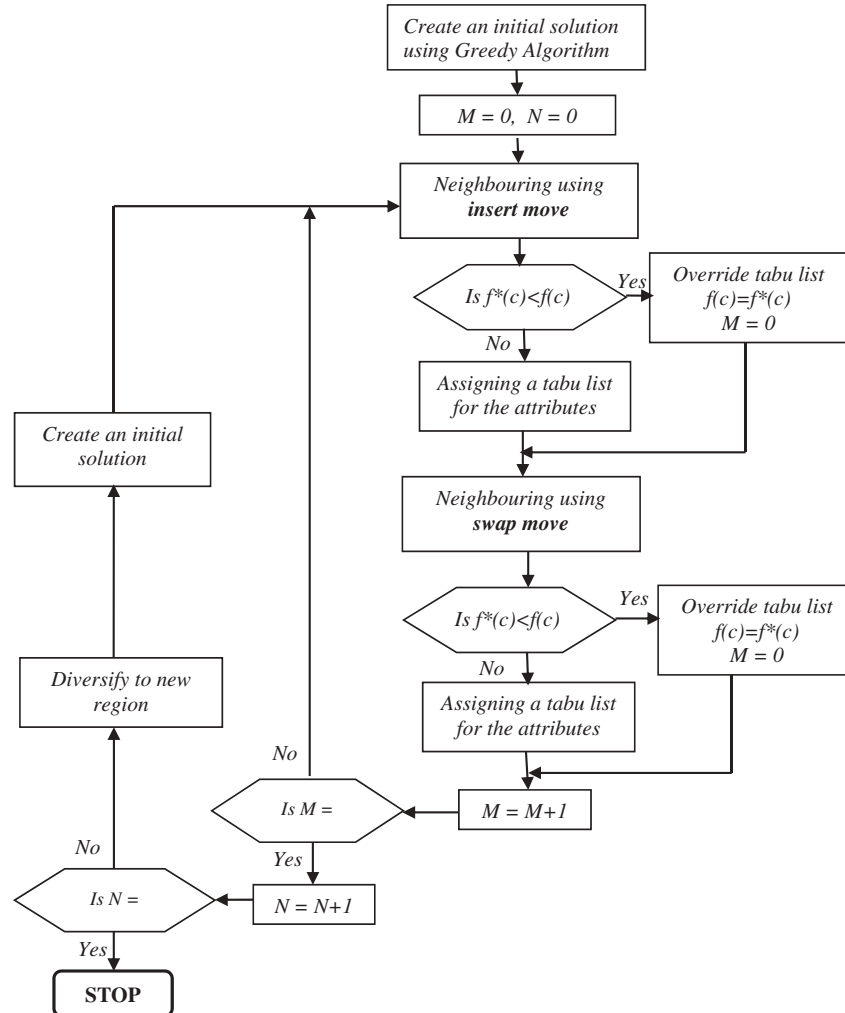 Create an initial solution
using Greedy Algorithm
M = 0, N = 0
Neighbouring using
insert move
Is f*(c)<f(c)
Yes
Override tabu list
f(c)=f*(c)
M = 0
No
Assigning a tabu list
for the attributes
Create an initial
solution
Neighbouring using
swap move
Is f*(c)<f(c)
Yes
Override tabu list
f(c)=f*(c)
M = 0
No
Diversify to new
region
Assigning a tabu list
for the attributes
No
Is M =
M = M+1
No
Yes
Is N =
N = N+1
Yes
STOP